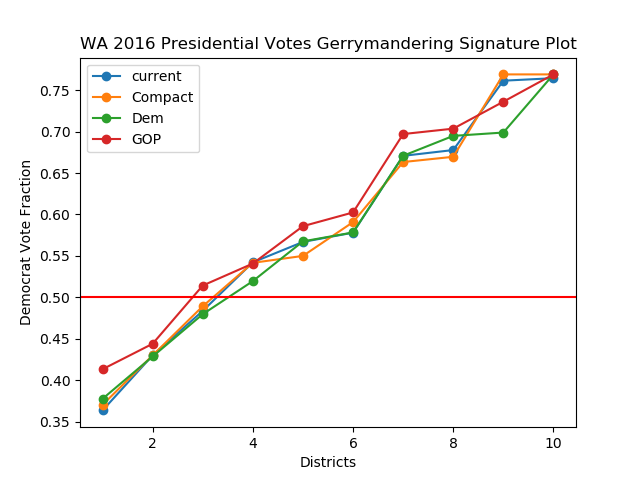 WA 2016 Presidential Votes Gerrymandering Signature Plot
current
Compact
Dem
GOP
Democrat Vote Fraction
0.75
0.70
0.65
0.60
0.55
0.50
0.45
0.40
0.35
2 4 6 8 10
Districts